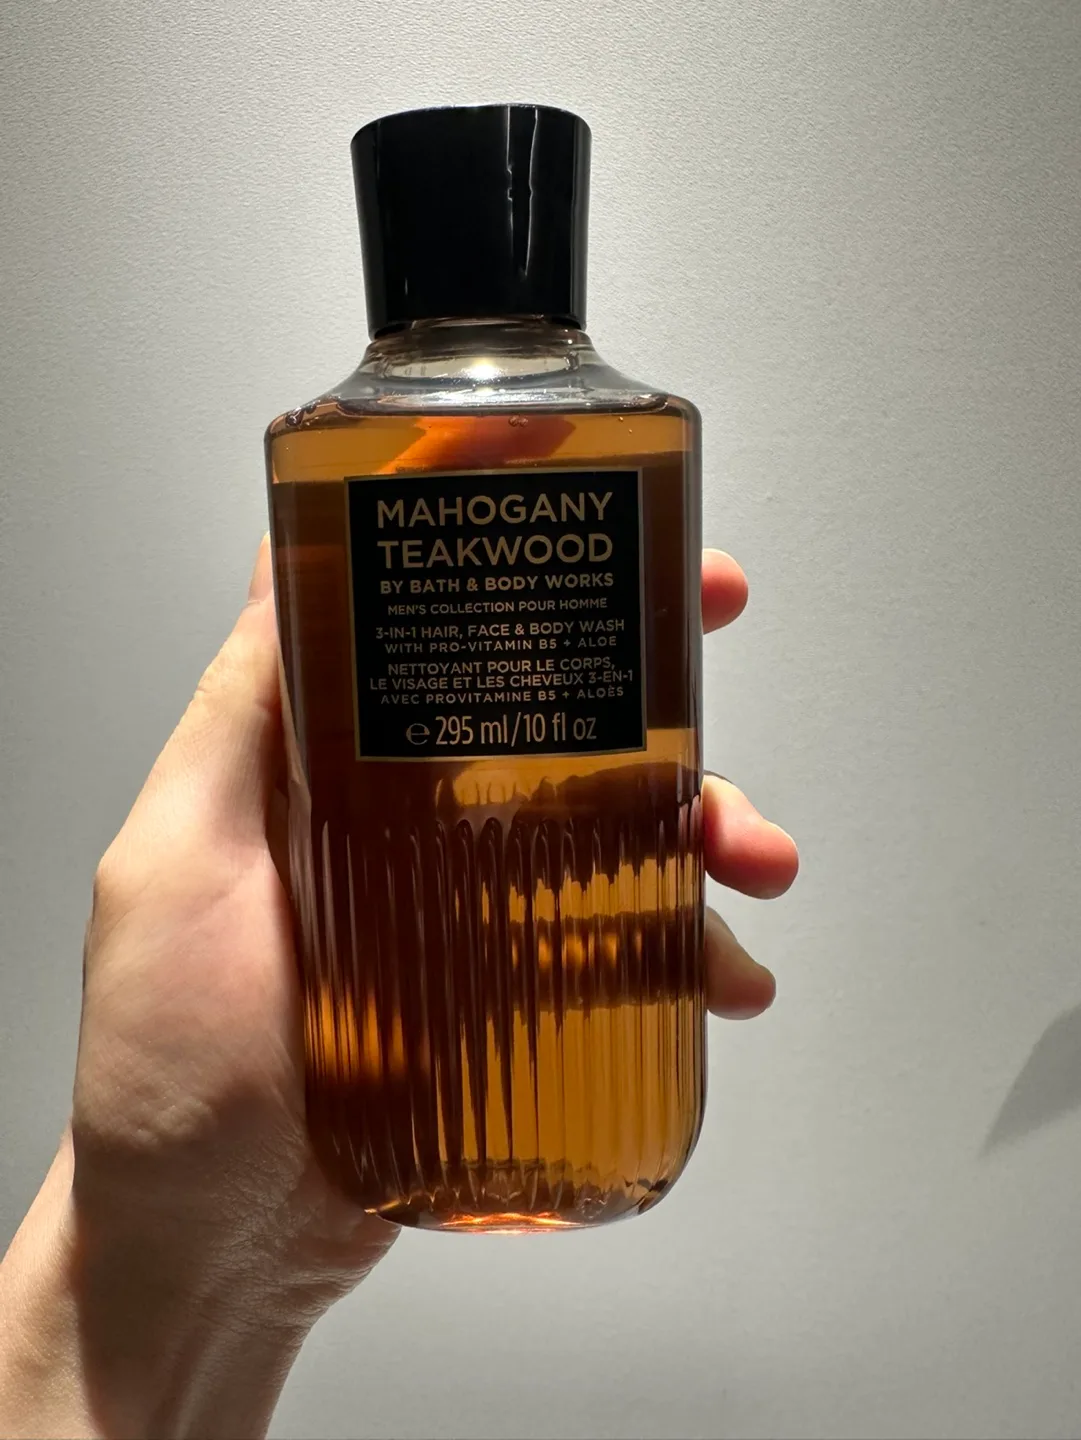 MAHOGANY
TEAKWOOD
BY BATH & BODY WORKS
MEN'S COLLECTION POUR HOMME
3-IN-1 HAIR, FACE & BODY WASH
WITH PRO-VITAMIN B5 + ALOE
NETTOYANT POUR LE CORPS,
LE VISAGE ET LES CHEVEUX 3-EN-1
AVEC PROVITAMINE B5 + ALOÈS
℮ 295 ml/10 fl oz